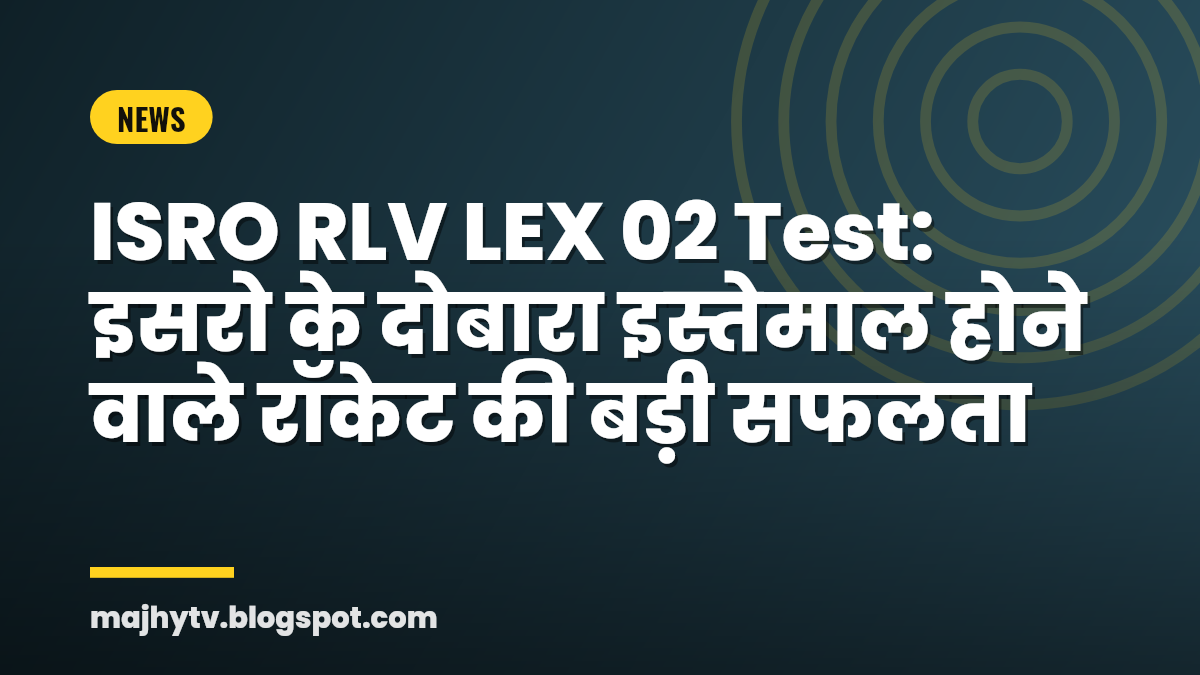 NEWS
ISRO RLV LEX 02 Test:
इसरो के दोबारा इस्तेमाल होने
वाले रॉकेट की बड़ी सफलता
majhytv.blogspot.com